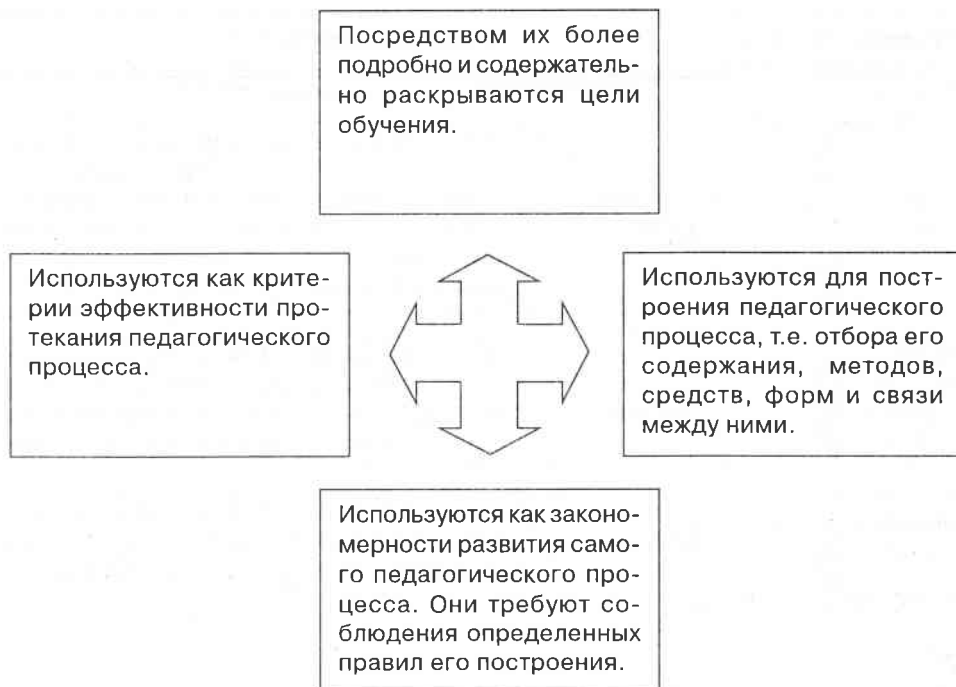 Посредством их более
подробно и содержатель-
но раскрываются цели
обучения.
Используются как крите-
рии эффективности про-
текания педагогического
процесса.
Используются для пост-
роения педагогического
процесса, т.е. отбора его
содержания, методов,
средств, форм и связи
между ними.
Используются как законо-
мерности развития само-
го педагогического про-
цесса. Они требуют со-
блюдения определенных
правил его построения.